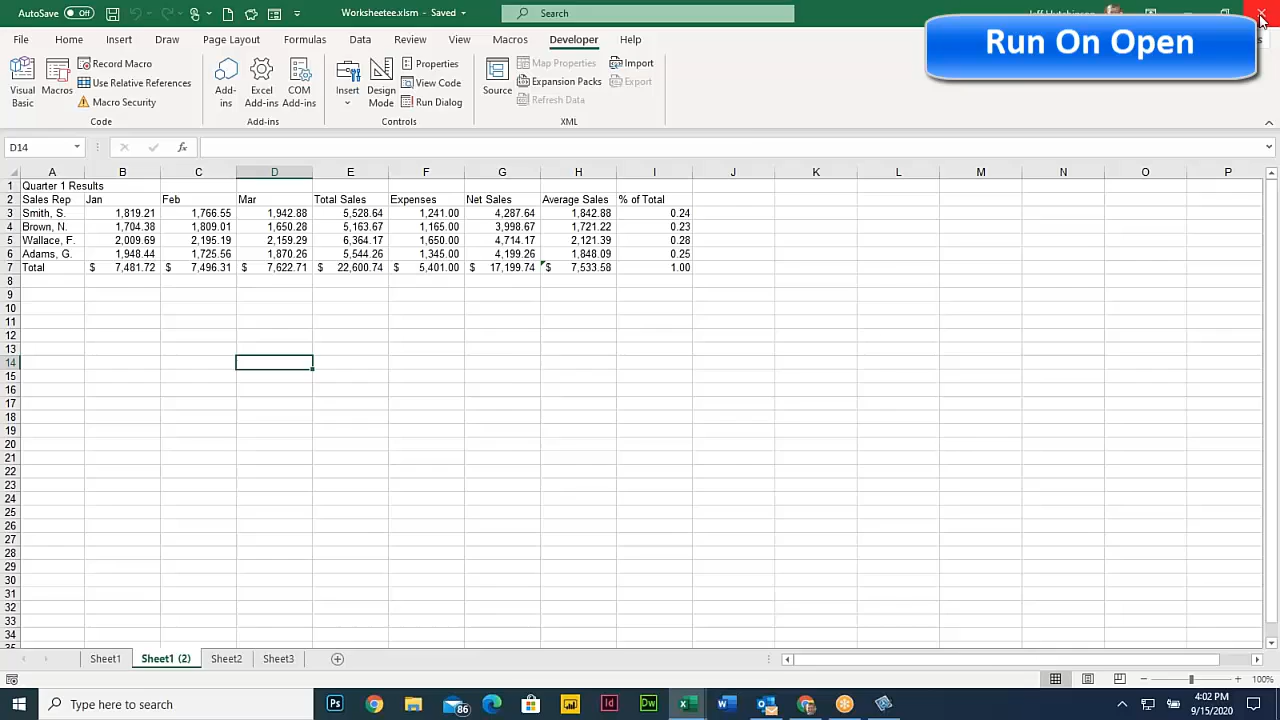 AutoSave Off Worksheetee.xlsm - Saved Search Jeff Hutchinson
Run On Open
File Home Insert Draw Page Layout Formulas Data Review View Macros Developer Help
Visual Basic
Macros
Record Macro
Use Relative References
Macro Security
Code
Add-ins
Excel Add-ins
COM Add-ins
Add-ins
Insert
Design Mode
Properties
View Code
Run Dialog
Controls
Source
Map Properties
Expansion Packs
Refresh Data
Import
Export
XML
D14 fx
A B C D E F G H I J K L M N O P
1 Quarter 1 Results
2 Sales Rep Jan Feb Mar Total Sales Expenses Net Sales Average Sales % of Total
3 Smith, S. 1,819.21 1,766.55 1,942.88 5,528.64 1,241.00 4,287.64 1,842.88 0.24
4 Brown, N. 1,704.38 1,809.01 1,650.28 5,163.67 1,165.00 3,998.67 1,721.22 0.23
5 Wallace, F. 2,009.69 2,195.19 2,159.29 6,364.17 1,650.00 4,714.17 2,121.39 0.28
6 Adams, G. 1,948.44 1,725.56 1,870.26 5,544.26 1,345.00 4,199.26 1,848.09 0.25
7 Total $ 7,481.72 $ 7,496.31 $ 7,622.71 $ 22,600.74 $ 5,401.00 $ 17,199.74 $ 7,533.58 1.00
8
9
10
11
12
13
14
15
16
17
18
19
20
21
22
23
24
25
26
27
28
29
30
31
32
33
34
35
Sheet1 Sheet1 (2) Sheet2 Sheet3
100%
Type here to search
Ps
86
Id
Dw
4:02 PM
9/15/2020